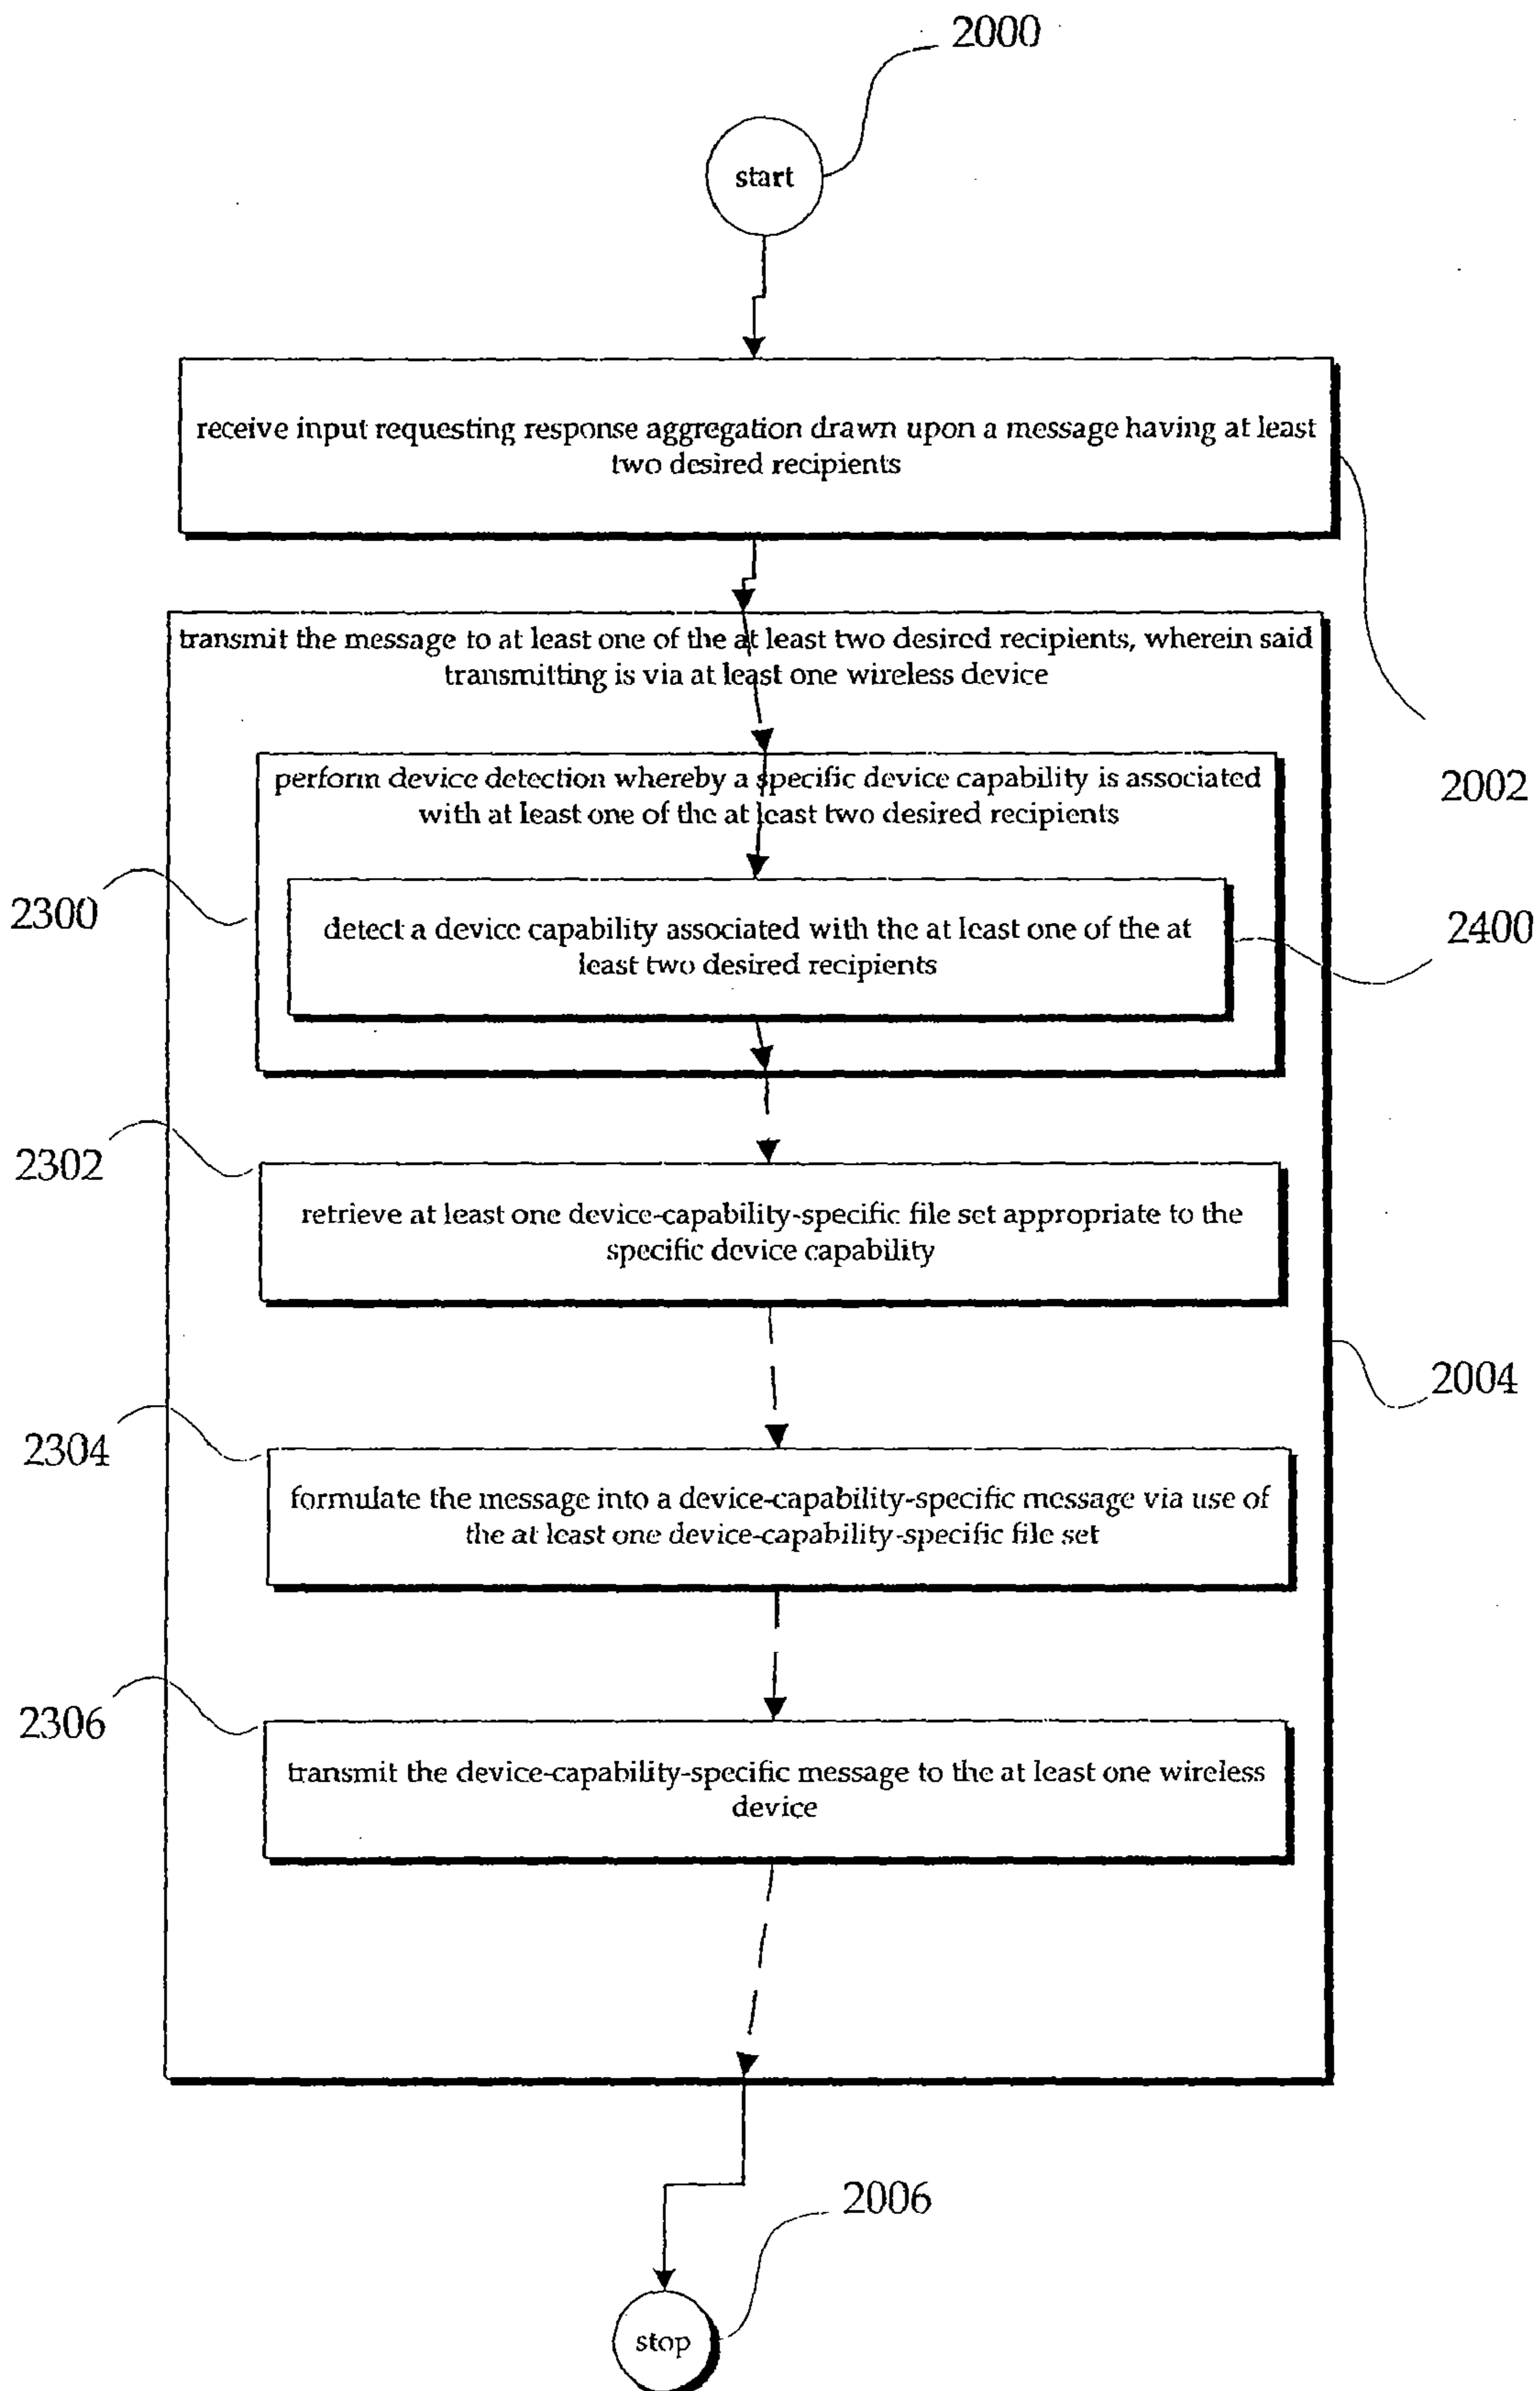 2000
start
receive input requesting response aggregation drawn upon a message having at least
two desired recipients
transmit the message to at least one of the at least two desired recipients, wherein said
transmitting is via at least one wireless device
perform device detection whereby a specific device capability is associated
with at least one of the at least two desired recipients
2002
2300
detect a device capability associated with the at least one of the at
least two desired recipients
2400
2302
retrieve at least one device-capability-specific file set appropriate to the
specific device capability
2004
2304
formulate the message into a device-capability-specific message via use of
the at least one device-capability-specific file set
2306
transmit the device-capability-specific message to the at least one wireless
device
2006
stop